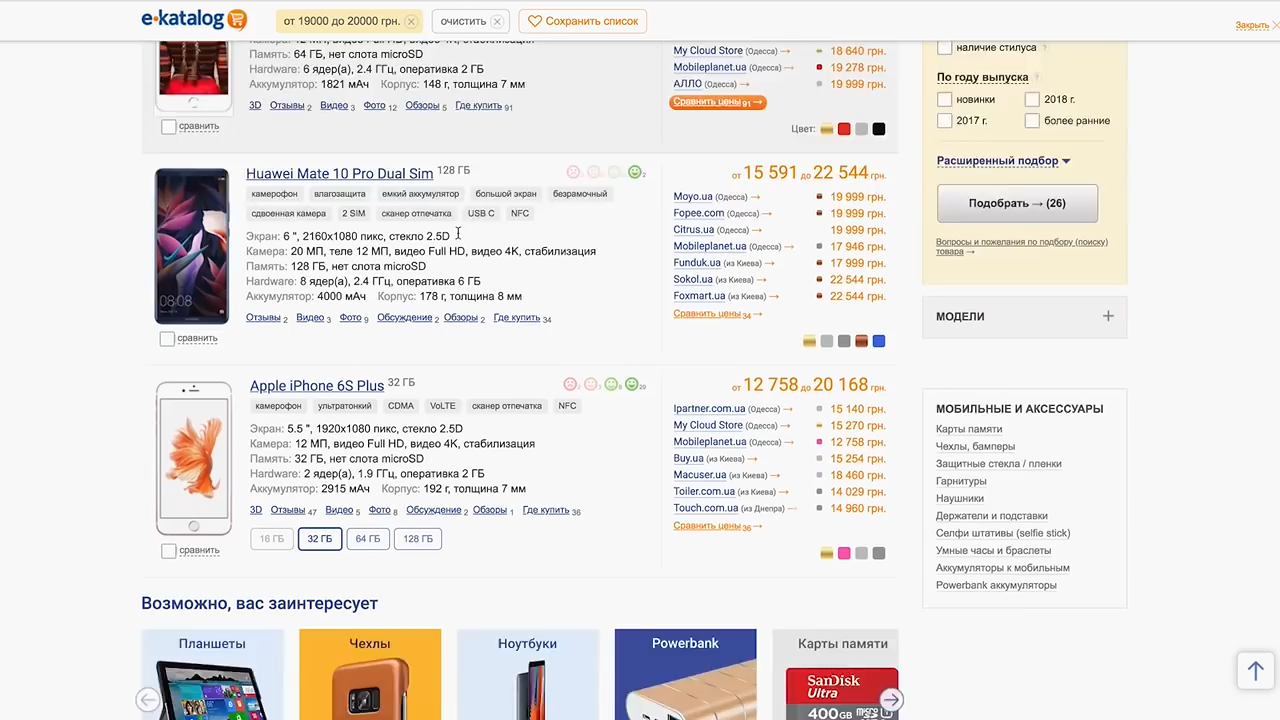 e·katalog
от 19000 до 20000 грн.
очистить
Сохранить список
Закрыть
Память: 64 ГБ, нет слота microSD
Hardware: 6 ядер(а), 2.4 ГГц, оперативка 2 ГБ
Аккумулятор: 1821 мАч Корпус: 148 г, толщина 7 мм
3D Отзывы 2 Видео 3 Фото 12 Обзоры 5 Где купить 91
сравнить
My Cloud Store (Одесса) → 18 640 грн.
Mobileplanet.ua (Одесса) → 19 278 грн.
АЛЛО (Одесса) → 19 999 грн.
Сравнить цены 91 →
Цвет:
Huawei Mate 10 Pro Dual Sim 128 ГБ
2
камерофон влагозащита емкий аккумулятор большой экран безрамочный
сдвоенная камера 2 SIM сканер отпечатка USB C NFC
Экран: 6 ", 2160x1080 пикс, стекло 2.5D
Камера: 20 МП, теле 12 МП, видео Full HD, видео 4K, стабилизация
Память: 128 ГБ, нет слота microSD
Hardware: 8 ядер(а), 2.4 ГГц, оперативка 6 ГБ
Аккумулятор: 4000 мАч Корпус: 178 г, толщина 8 мм
Отзывы 2 Видео 3 Фото 9 Обсуждение 2 Обзоры 2 Где купить 34
сравнить
08:08
от 15 591 до 22 544 грн.
Moyo.ua (Одесса) → 19 999 грн.
Fopee.com (Одесса) → 19 999 грн.
Citrus.ua (Одесса) → 19 999 грн.
Mobileplanet.ua (Одесса) → 17 946 грн.
Funduk.ua (из Киева) → 17 999 грн.
Sokol.ua (из Киева) → 22 544 грн.
Foxmart.ua (из Киева) → 22 544 грн.
Сравнить цены 34 →
Apple iPhone 6S Plus 32 ГБ
камерофон ультратонкий CDMA VoLTE сканер отпечатка NFC
Экран: 5.5 ", 1920x1080 пикс, стекло 2.5D
Камера: 12 МП, видео Full HD, видео 4K, стабилизация
Память: 32 ГБ, нет слота microSD
Hardware: 2 ядер(а), 1.9 ГГц, оперативка 2 ГБ
Аккумулятор: 2915 мАч Корпус: 192 г, толщина 7 мм
3D Отзывы 47 Видео 5 Фото 8 Обсуждение 2 Обзоры 1 Где купить 36
16 ГБ 32 ГБ 64 ГБ 128 ГБ
сравнить
от 12 758 до 20 168 грн.
Ipartner.com.ua (Одесса) → 15 140 грн.
My Cloud Store (Одесса) → 15 270 грн.
Mobileplanet.ua (Одесса) → 12 758 грн.
Buy.ua (из Киева) → 15 254 грн.
Macuser.ua (из Киева) → 18 460 грн.
Toiler.com.ua (из Киева) → 14 029 грн.
Touch.com.ua (из Днепра) → 14 960 грн.
Сравнить цены 36 →
Возможно, вас заинтересует
Планшеты
Чехлы
Ноутбуки
Powerbank
Карты памяти
SanDisk
Ultra
400GB micro
наличие стилуса ?
По году выпуска ?
новинки 2018 г.
2017 г. более ранние
Расширенный подбор
Подобрать → (26)
Вопросы и пожелания по подбору (поиску)
товара →
МОДЕЛИ +
МОБИЛЬНЫЕ И АКСЕССУАРЫ
Карты памяти
Чехлы, бамперы
Защитные стекла / пленки
Гарнитуры
Наушники
Держатели и подставки
Селфи штативы (selfie stick)
Умные часы и браслеты
Аккумуляторы к мобильным
Powerbank аккумуляторы